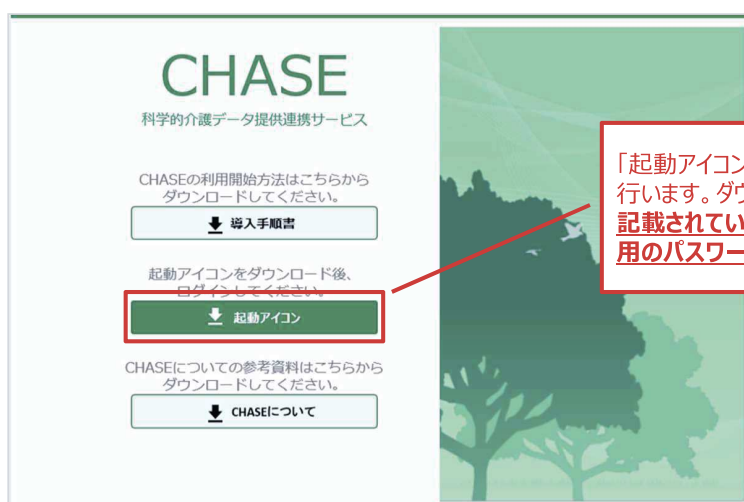 CHASE
科学的介護データ提供連携サービス
CHASEの利用開始方法はこちらから
ダウンロードしてください。
導入手順書
起動アイコンをダウンロード後、
ログインしてください。
起動アイコン
CHASEについての参考資料はこちらから
ダウンロードしてください。
CHASEについて
「起動アイコン
行います。ダウ
記載されてい
用のパスワー